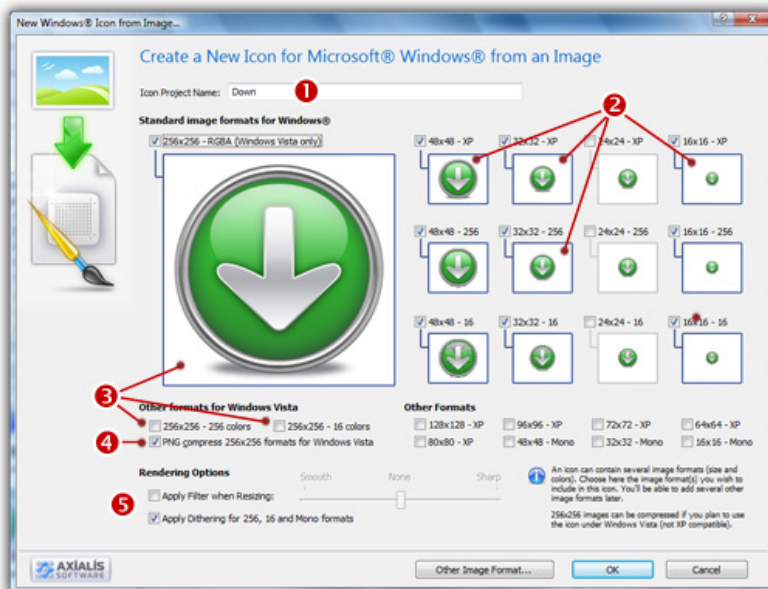 New Windows® Icon from Image...
Create a New Icon for Microsoft® Windows® from an Image
Icon Project Name: Down
1
2
Standard image formats for Windows®
256x256 - RGBA (Windows Vista only)
48x48 - XP 32x32 - XP 24x24 - XP 16x16 - XP
48x48 - 256 32x32 - 256 24x24 - 256 16x16 - 256
48x48 - 16 32x32 - 16 24x24 - 16 16x16 - 16
3
Other formats for Windows Vista
256x256 - 256 colors 256x256 - 16 colors
4
PNG compress 256x256 formats for Windows Vista
Other Formats
128x128 - XP 96x96 - XP 72x72 - XP 64x64 - XP
80x80 - XP 48x48 - Mono 32x32 - Mono 16x16 - Mono
Rendering Options
Smooth None Sharp
5
Apply Filter when Resizing:
Apply Dithering for 256, 16 and Mono formats
An icon can contain several image formats (size and
colors). Choose here the image format(s) you wish to
include in this icon. You'll be able to add several other
image formats later.
256x256 images can be compressed if you plan to use
the icon under Windows Vista (not XP compatible).
AXIALIS
SOFTWARE
Other Image Format... OK Cancel